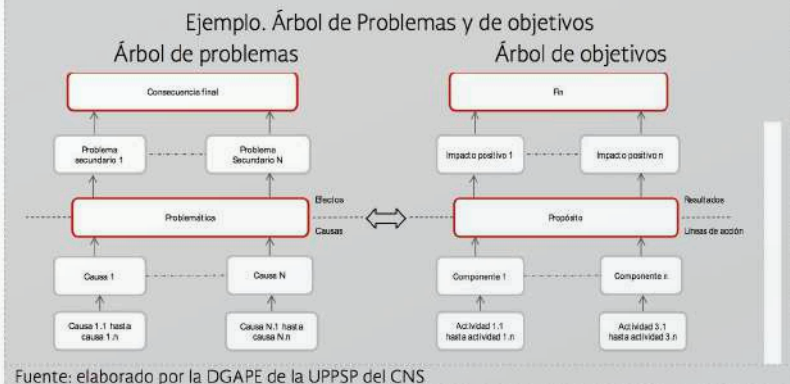 Ejemplo. Árbol de Problemas y de objetivos
Árbol de problemas
Árbol de objetivos
Consecuencia final
Fin
Problema
secundario 1
Problema
Secundario N
Impacto positivo 1
Impacto positivo n
Efectos
Problemática
Causas
Resultados
Propósito
Líneas de acción
Causa 1
Causa N
Componente 1
Componente n
Causa 1.1 hasta
causa 1.n
Causa N.1 hasta
causa N.n
Actividad 1.1
hasta actividad 1.n
Actividad 3.1
hasta actividad 3.n
Fuente: elaborado por la DGAPE de la UPPSP del CNS